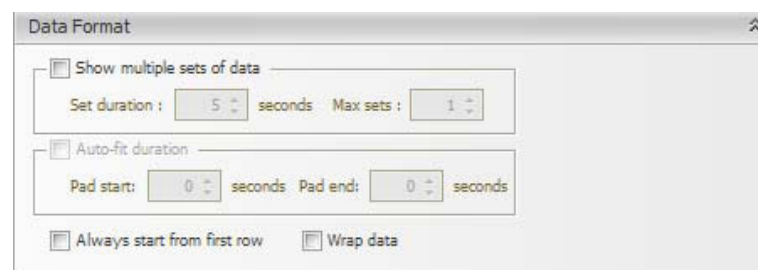 Data Format
Show multiple sets of data
Set duration : 5 seconds Max sets : 1
Auto-fit duration
Pad start: 0 seconds Pad end: 0 seconds
Always start from first row Wrap data